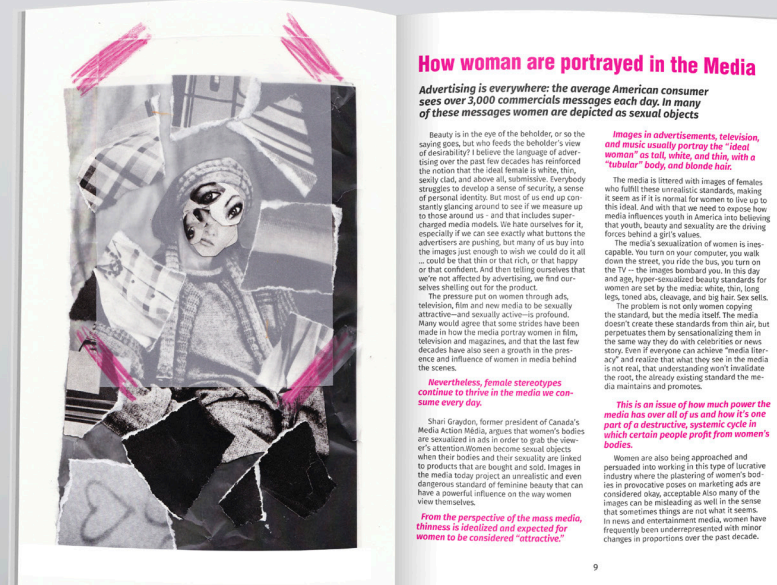 How woman are portrayed in the Media
Advertising is everywhere: the average American consumer
sees over 3,000 commercials messages each day. In many
of these messages women are depicted as sexual objects
Beauty is in the eye of the beholder, or so the
saying goes, but who feeds the beholder's view
of desirability? I believe the language of adver-
tising over the past few decades has reinforced
the notion that the ideal female is white, thin,
sexily clad, and above all, submissive. Everybody
struggles to develop a sense of security, a sense
of personal identity. But most of us end up con-
stantly glancing around to see if we measure up
to those around us - and that includes super-
charged media models. We hate ourselves for it,
especially if we can see exactly what buttons the
advertisers are pushing, but many of us buy into
the images just enough to wish we could do it all
... could be that thin or that rich, or that happy
or that confident. And then telling ourselves that
we're not affected by advertising, we find our-
selves shelling out for the product.
The pressure put on women through ads,
television, film and new media to be sexually
attractive—and sexually active—is profound.
Many would agree that some strides have been
made in how the media portray women in film,
television and magazines, and that the last few
decades have also seen a growth in the pres-
ence and influence of women in media behind
the scenes.
Nevertheless, female stereotypes
continue to thrive in the media we con-
sume every day.
Shari Graydon, former president of Canada's
Media Action Média, argues that women's bodies
are sexualized in ads in order to grab the view-
er's attention.Women become sexual objects
when their bodies and their sexuality are linked
to products that are bought and sold. Images in
the media today project an unrealistic and even
dangerous standard of feminine beauty that can
have a powerful influence on the way women
view themselves.
From the perspective of the mass media,
thinness is idealized and expected for
women to be considered “attractive.”
Images in advertisements, television,
and music usually portray the “ideal
woman” as tall, white, and thin, with a
“tubular” body, and blonde hair.
The media is littered with images of females
who fulfill these unrealistic standards, making
it seem as if it is normal for women to live up to
this ideal. And with that we need to expose how
media influences youth in America into believing
that youth, beauty and sexuality are the driving
forces behind a girl's values.
The media's sexualization of women is ines-
capable. You turn on your computer, you walk
down the street, you ride the bus, you turn on
the TV -- the images bombard you. In this day
and age, hyper-sexualized beauty standards for
women are set by the media: white, thin, long
legs, toned abs, cleavage, and big hair. Sex sells.
The problem is not only women copying
the standard, but the media itself. The media
doesn't create these standards from thin air, but
perpetuates them by sensationalizing them in
the same way they do with celebrities or news
story. Even if everyone can achieve “media liter-
acy” and realize that what they see in the media
is not real, that understanding won't invalidate
the root, the already existing standard the me-
dia maintains and promotes.
This is an issue of how much power the
media has over all of us and how it's one
part of a destructive, systemic cycle in
which certain people profit from women's
bodies.
Women are also being approached and
persuaded into working in this type of lucrative
industry where the plastering of women's bod-
ies in provocative poses on marketing ads are
considered okay, acceptable Also many of the
images can be misleading as well in the sense
that sometimes things are not what it seems.
In news and entertainment media, women have
frequently been underrepresented with minor
changes in proportions over the past decade.
9